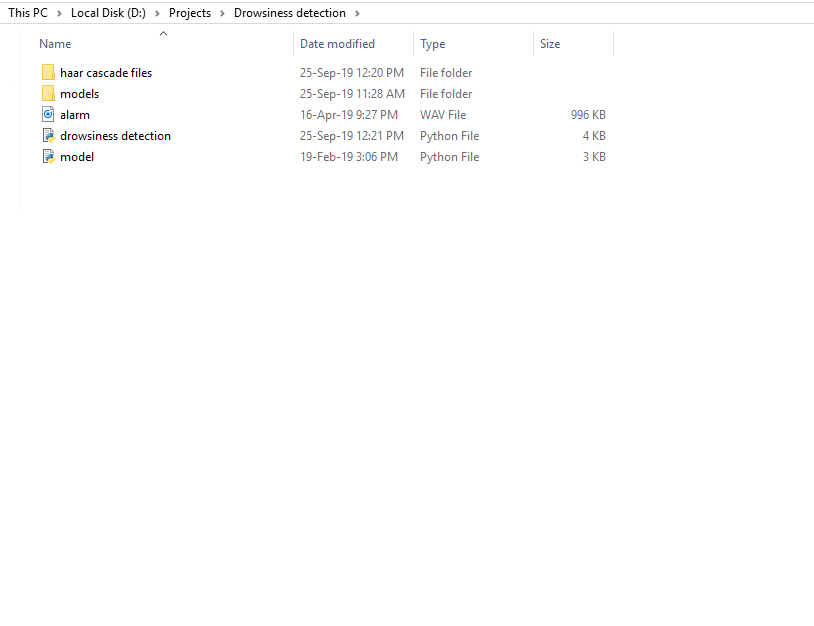 This PC > Local Disk (D:) > Projects > Drowsiness detection >
Name Date modified Type Size
haar cascade files 25-Sep-19 12:20 PM File folder
models 25-Sep-19 11:28 AM File folder
alarm 16-Apr-19 9:27 PM WAV File 996 KB
drowsiness detection 25-Sep-19 12:21 PM Python File 4 KB
model 19-Feb-19 3:06 PM Python File 3 KB